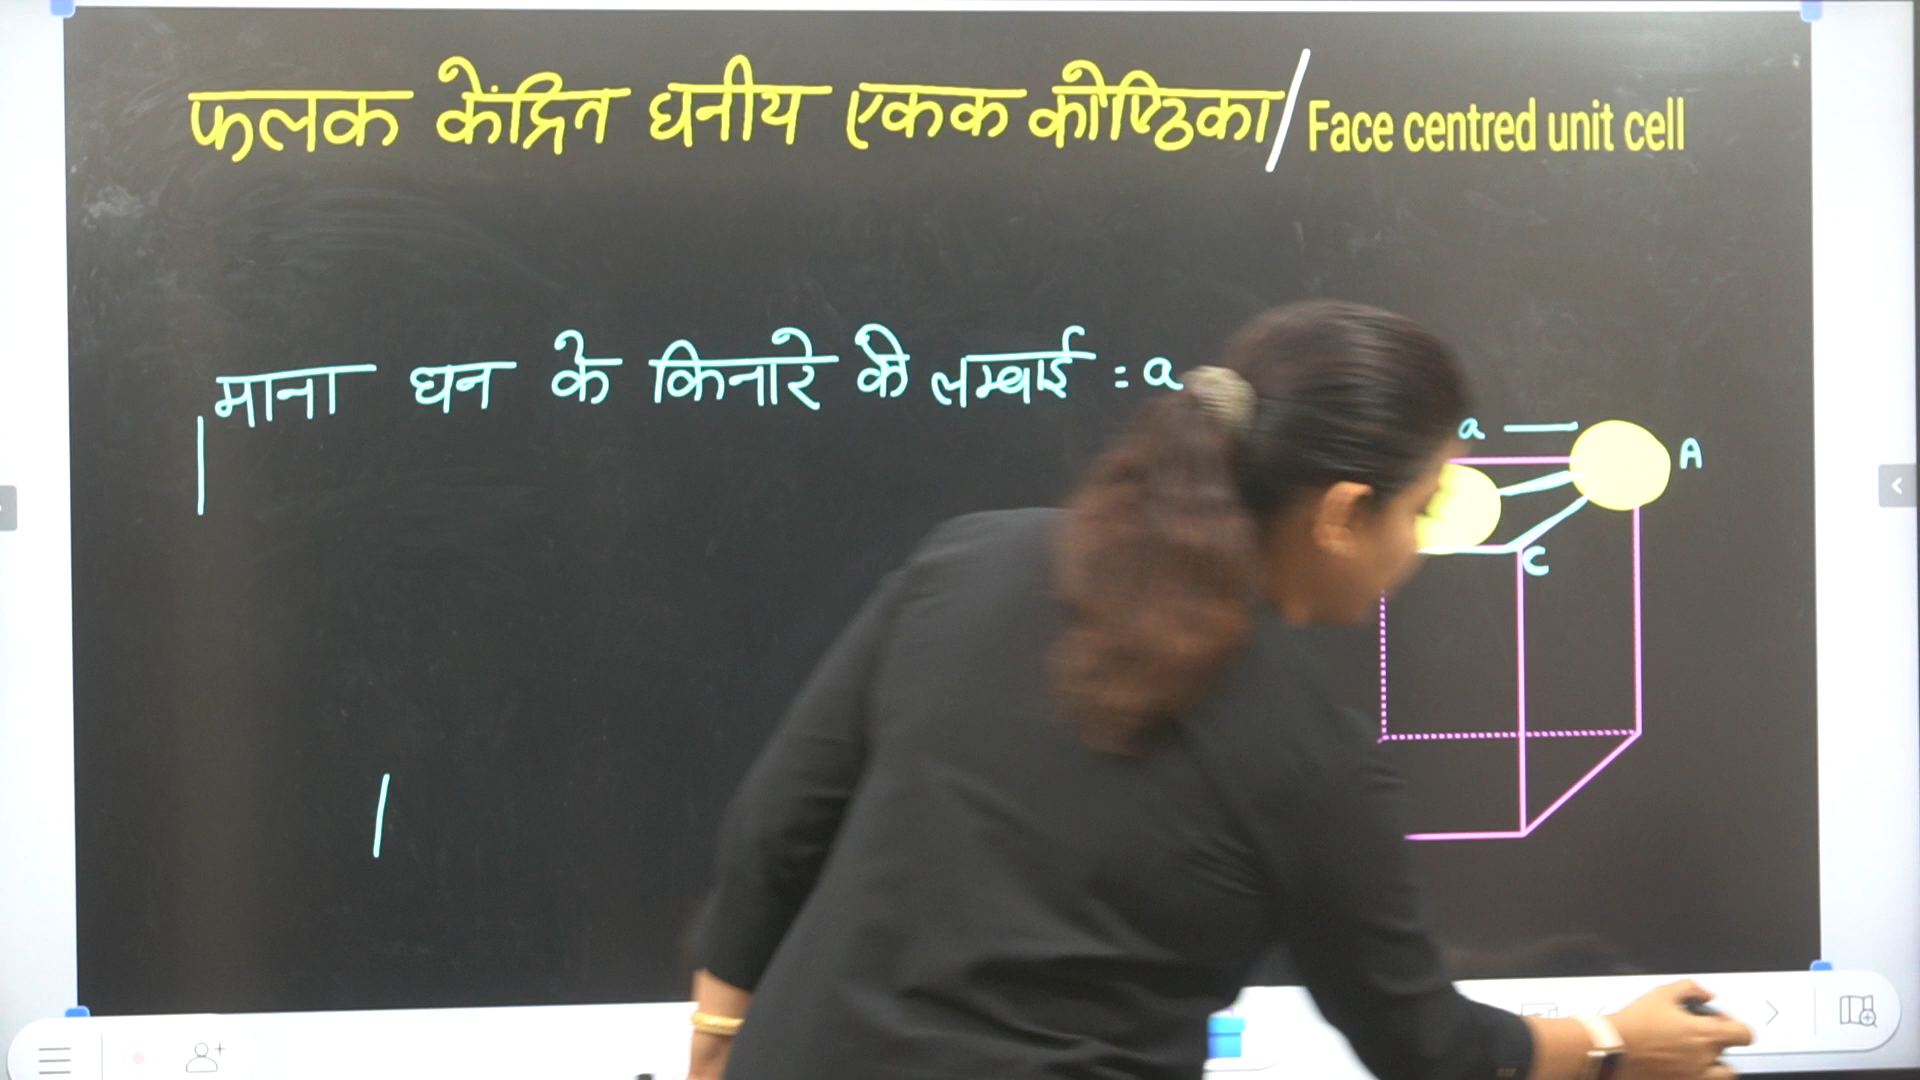 फलक केंद्रित घनीय एकक कोष्ठिका/ Face centred unit cell
माना घन के किनारे की लम्बाई = a
a
A
C